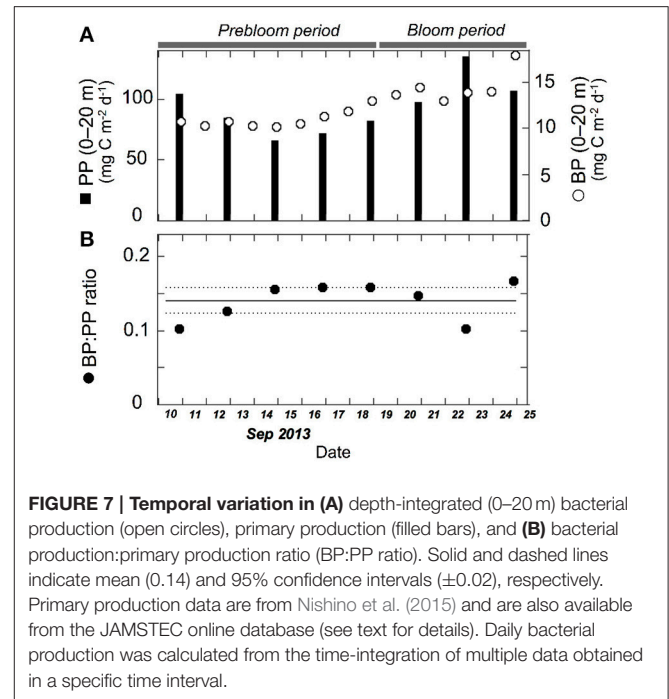 A
Prebloom period
Bloom period
PP (0–20 m)
(mg C m-2 d-1)
100
50
0
15
10
5
0
BP (0–20 m)
(mg C m-2 d-1)
B
BP:PP ratio
0.2
0.1
0
10 11 12 13 14 15 16 17 18 19 20 21 22 23 24 25
Sep 2013
Date
FIGURE 7 | Temporal variation in (A) depth-integrated (0–20 m) bacterial
production (open circles), primary production (filled bars), and (B) bacterial
production:primary production ratio (BP:PP ratio). Solid and dashed lines
indicate mean (0.14) and 95% confidence intervals (±0.02), respectively.
Primary production data are from Nishino et al. (2015) and are also available
from the JAMSTEC online database (see text for details). Daily bacterial
production was calculated from the time-integration of multiple data obtained
in a specific time interval.